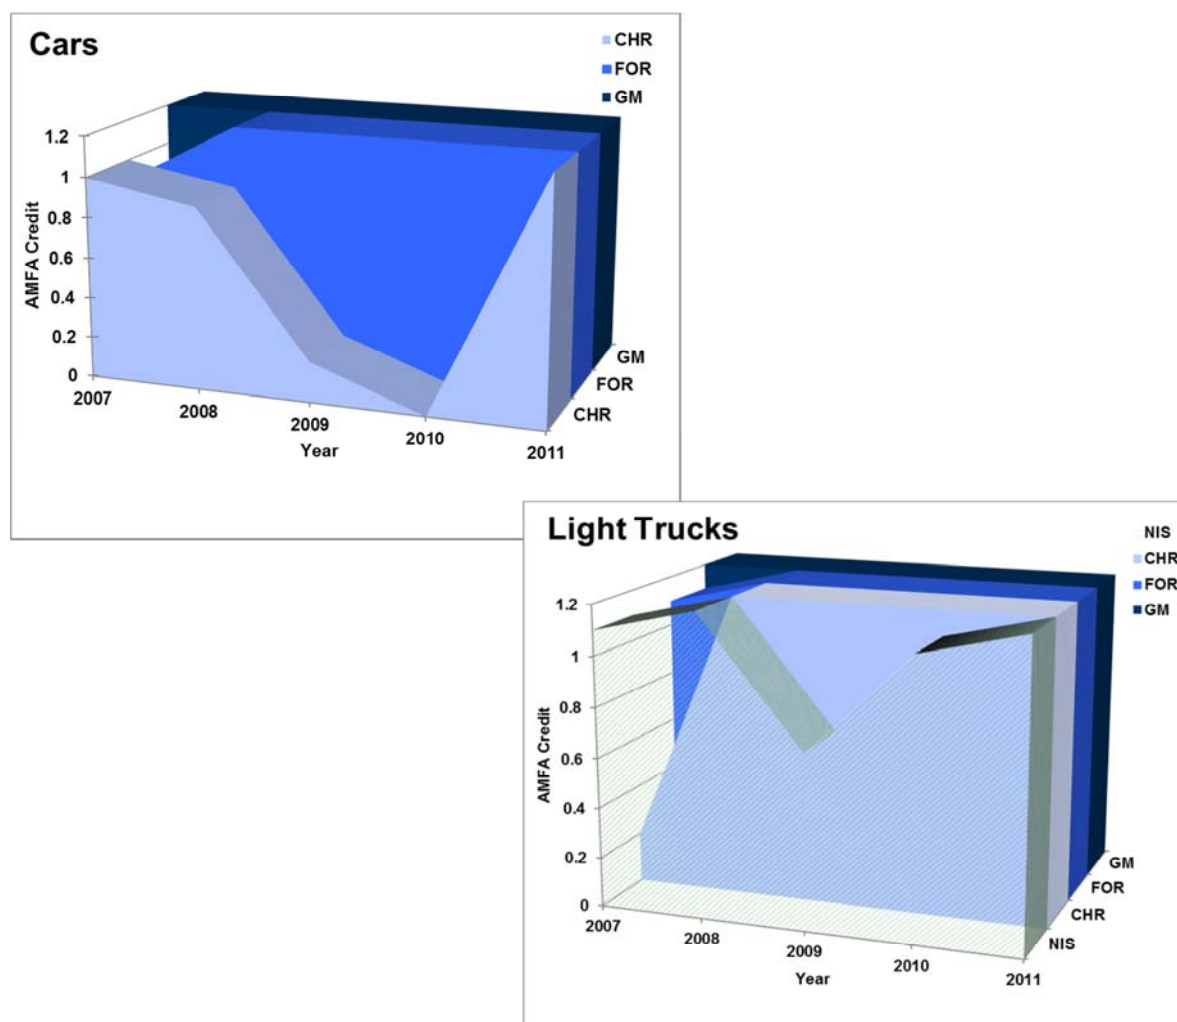 Cars
CHR
FOR
GM
1.2
1
0.8
0.6
0.4
0.2
0
AMFA Credit
2007
2008
2009
2010
2011
Year
CHR
FOR
GM
Light Trucks
NIS
CHR
FOR
GM
1.2
1
0.8
0.6
0.4
0.2
0
AMFA Credit
2007
2008
2009
2010
2011
Year
NIS
CHR
FOR
GM